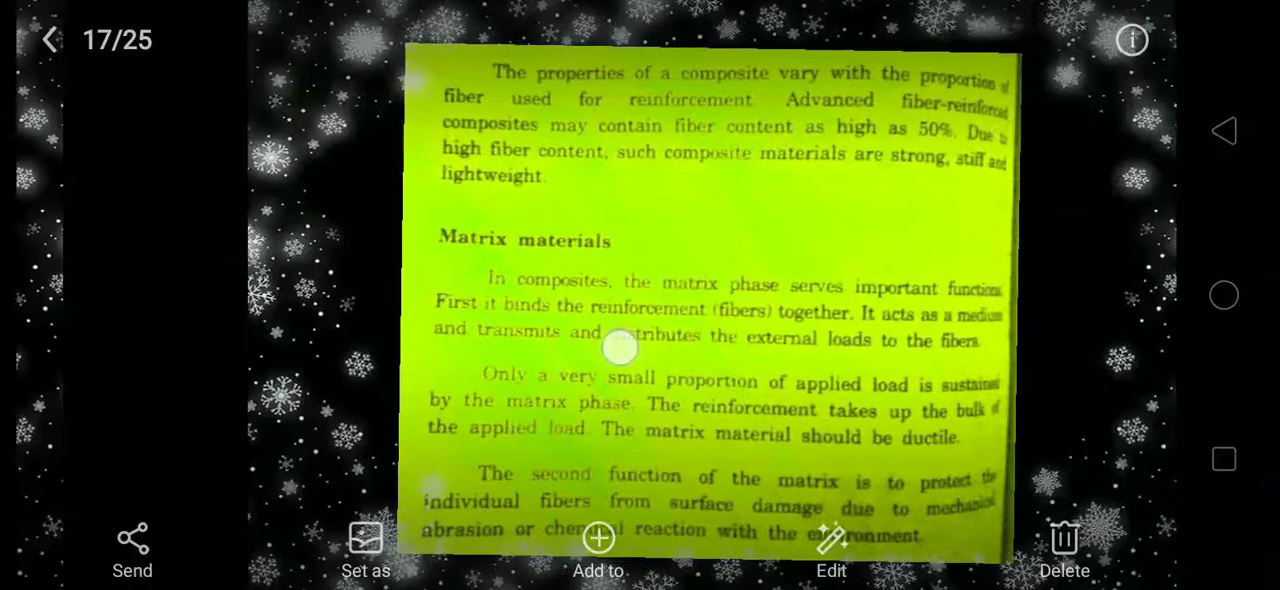 17/25
The properties of a composite vary with the proportion of
fiber used for reinforcement. Advanced fiber-reinforced
composites may contain fiber content as high as 50%. Due to
high fiber content, such composite materials are strong, stiff and
lightweight.
Matrix materials
In composites, the matrix phase serves important functions.
First it binds the reinforcement (fibers) together. It acts as a medium
and transmits and the external loads to the fibers.
Only a very small proportion of applied load is sustained
by the matrix phase. The reinforcement takes up the bulk of
the applied load. The matrix material should be ductile.
The second function of the matrix is to protect the
individual fibers from surface damage due to mechanical
abrasion or chemical reaction with the environment.
Send
Set as
Add to
Edit
Delete